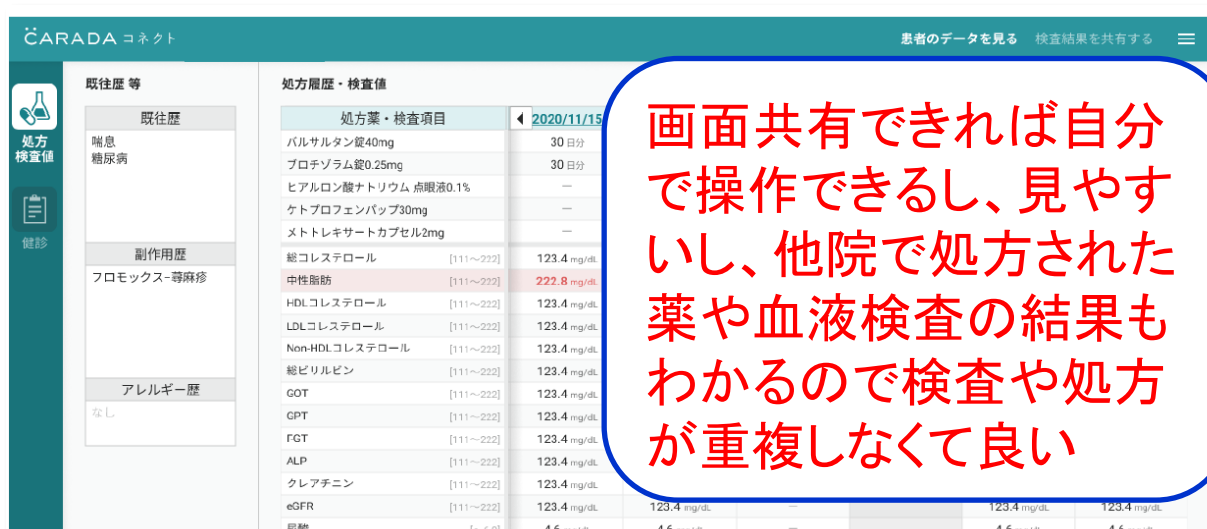 CARADA コネクト
患者のデータを見る 検査結果を共有する
処方
検査値
健診
既往歴 等
既往歴
喘息
糖尿病
副作用歴
フロモックス-蕁麻疹
アレルギー歴
なし
処方履歴・検査値
処方薬・検査項目 2020/11/15
バルサルタン錠40mg 30 日分
ブロチゾラム錠0.25mg 30 日分
ヒアルロン酸ナトリウム 点眼液0.1% —
ケトプロフェンパップ30mg —
メトトレキサートカプセル2mg —
総コレステロール [111〜222] 123.4 mg/dL
中性脂肪 [111〜222] 222.8 mg/dL
HDLコレステロール [111〜222] 123.4 mg/dL
LDLコレステロール [111〜222] 123.4 mg/dL
Non-HDLコレステロール [111〜222] 123.4 mg/dL
総ビリルビン [111〜222] 123.4 mg/dL
GOT [111〜222] 123.4 mg/dL
GPT [111〜222] 123.4 mg/dL
FGT [111〜222] 123.4 mg/dL
ALP [111〜222] 123.4 mg/dL
クレアチニン [111〜222] 123.4 mg/dL
eGFR [111〜222] 123.4 mg/dL 123.4 mg/dL — 123.4 mg/dL 123.4 mg/dL
画面共有できれば自分
で操作できるし、見やす
いし、他院で処方された
薬や血液検査の結果も
わかるので検査や処方
が重複しなくて良い